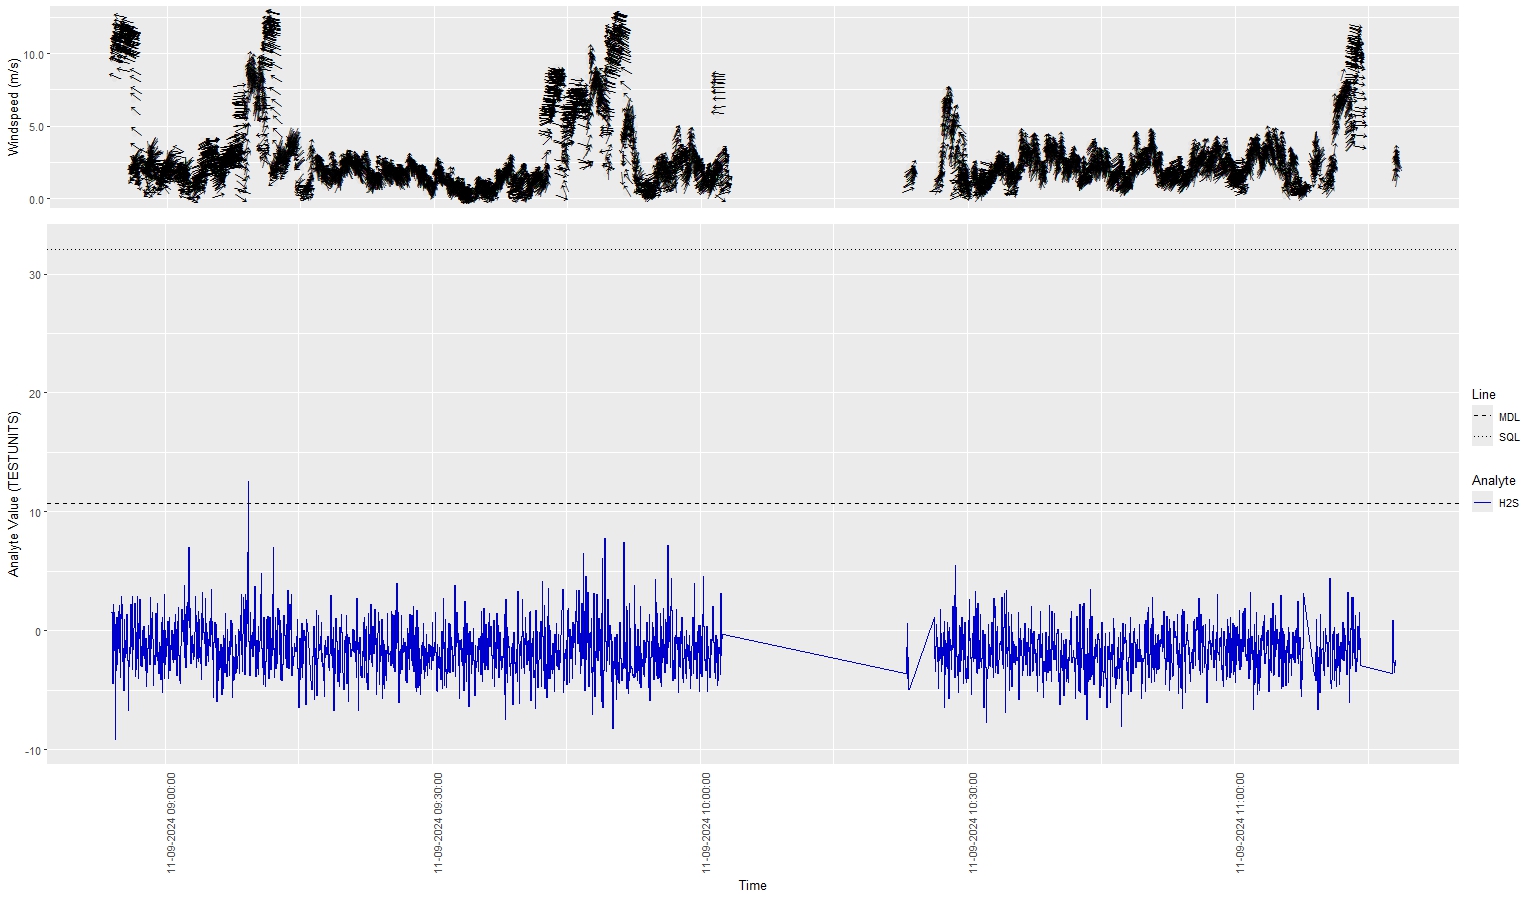 Windspeed (m/s)
10.0
5.0
0.0
Analyte Value (TESTUNITS)
30
20
10
0
-10
11-09-2024 09:00:00
11-09-2024 09:30:00
11-09-2024 10:00:00
11-09-2024 10:30:00
11-09-2024 11:00:00
Time
Line
MDL
SQL
Analyte
H2S